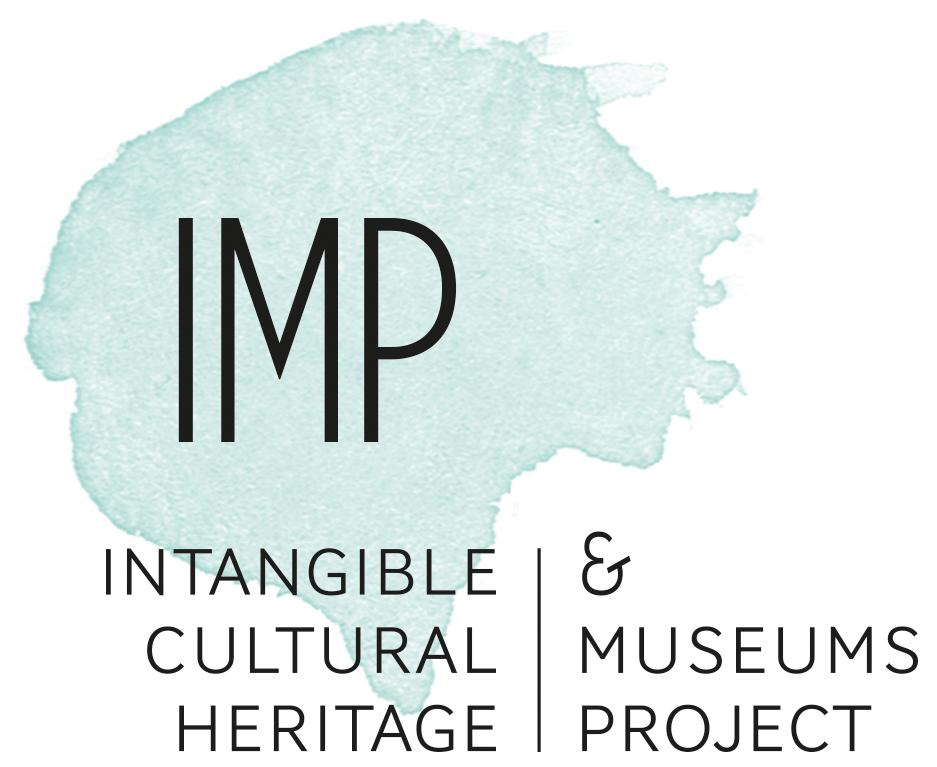 IMP
INTANGIBLE
CULTURAL
HERITAGE
&
MUSEUMS
PROJECT